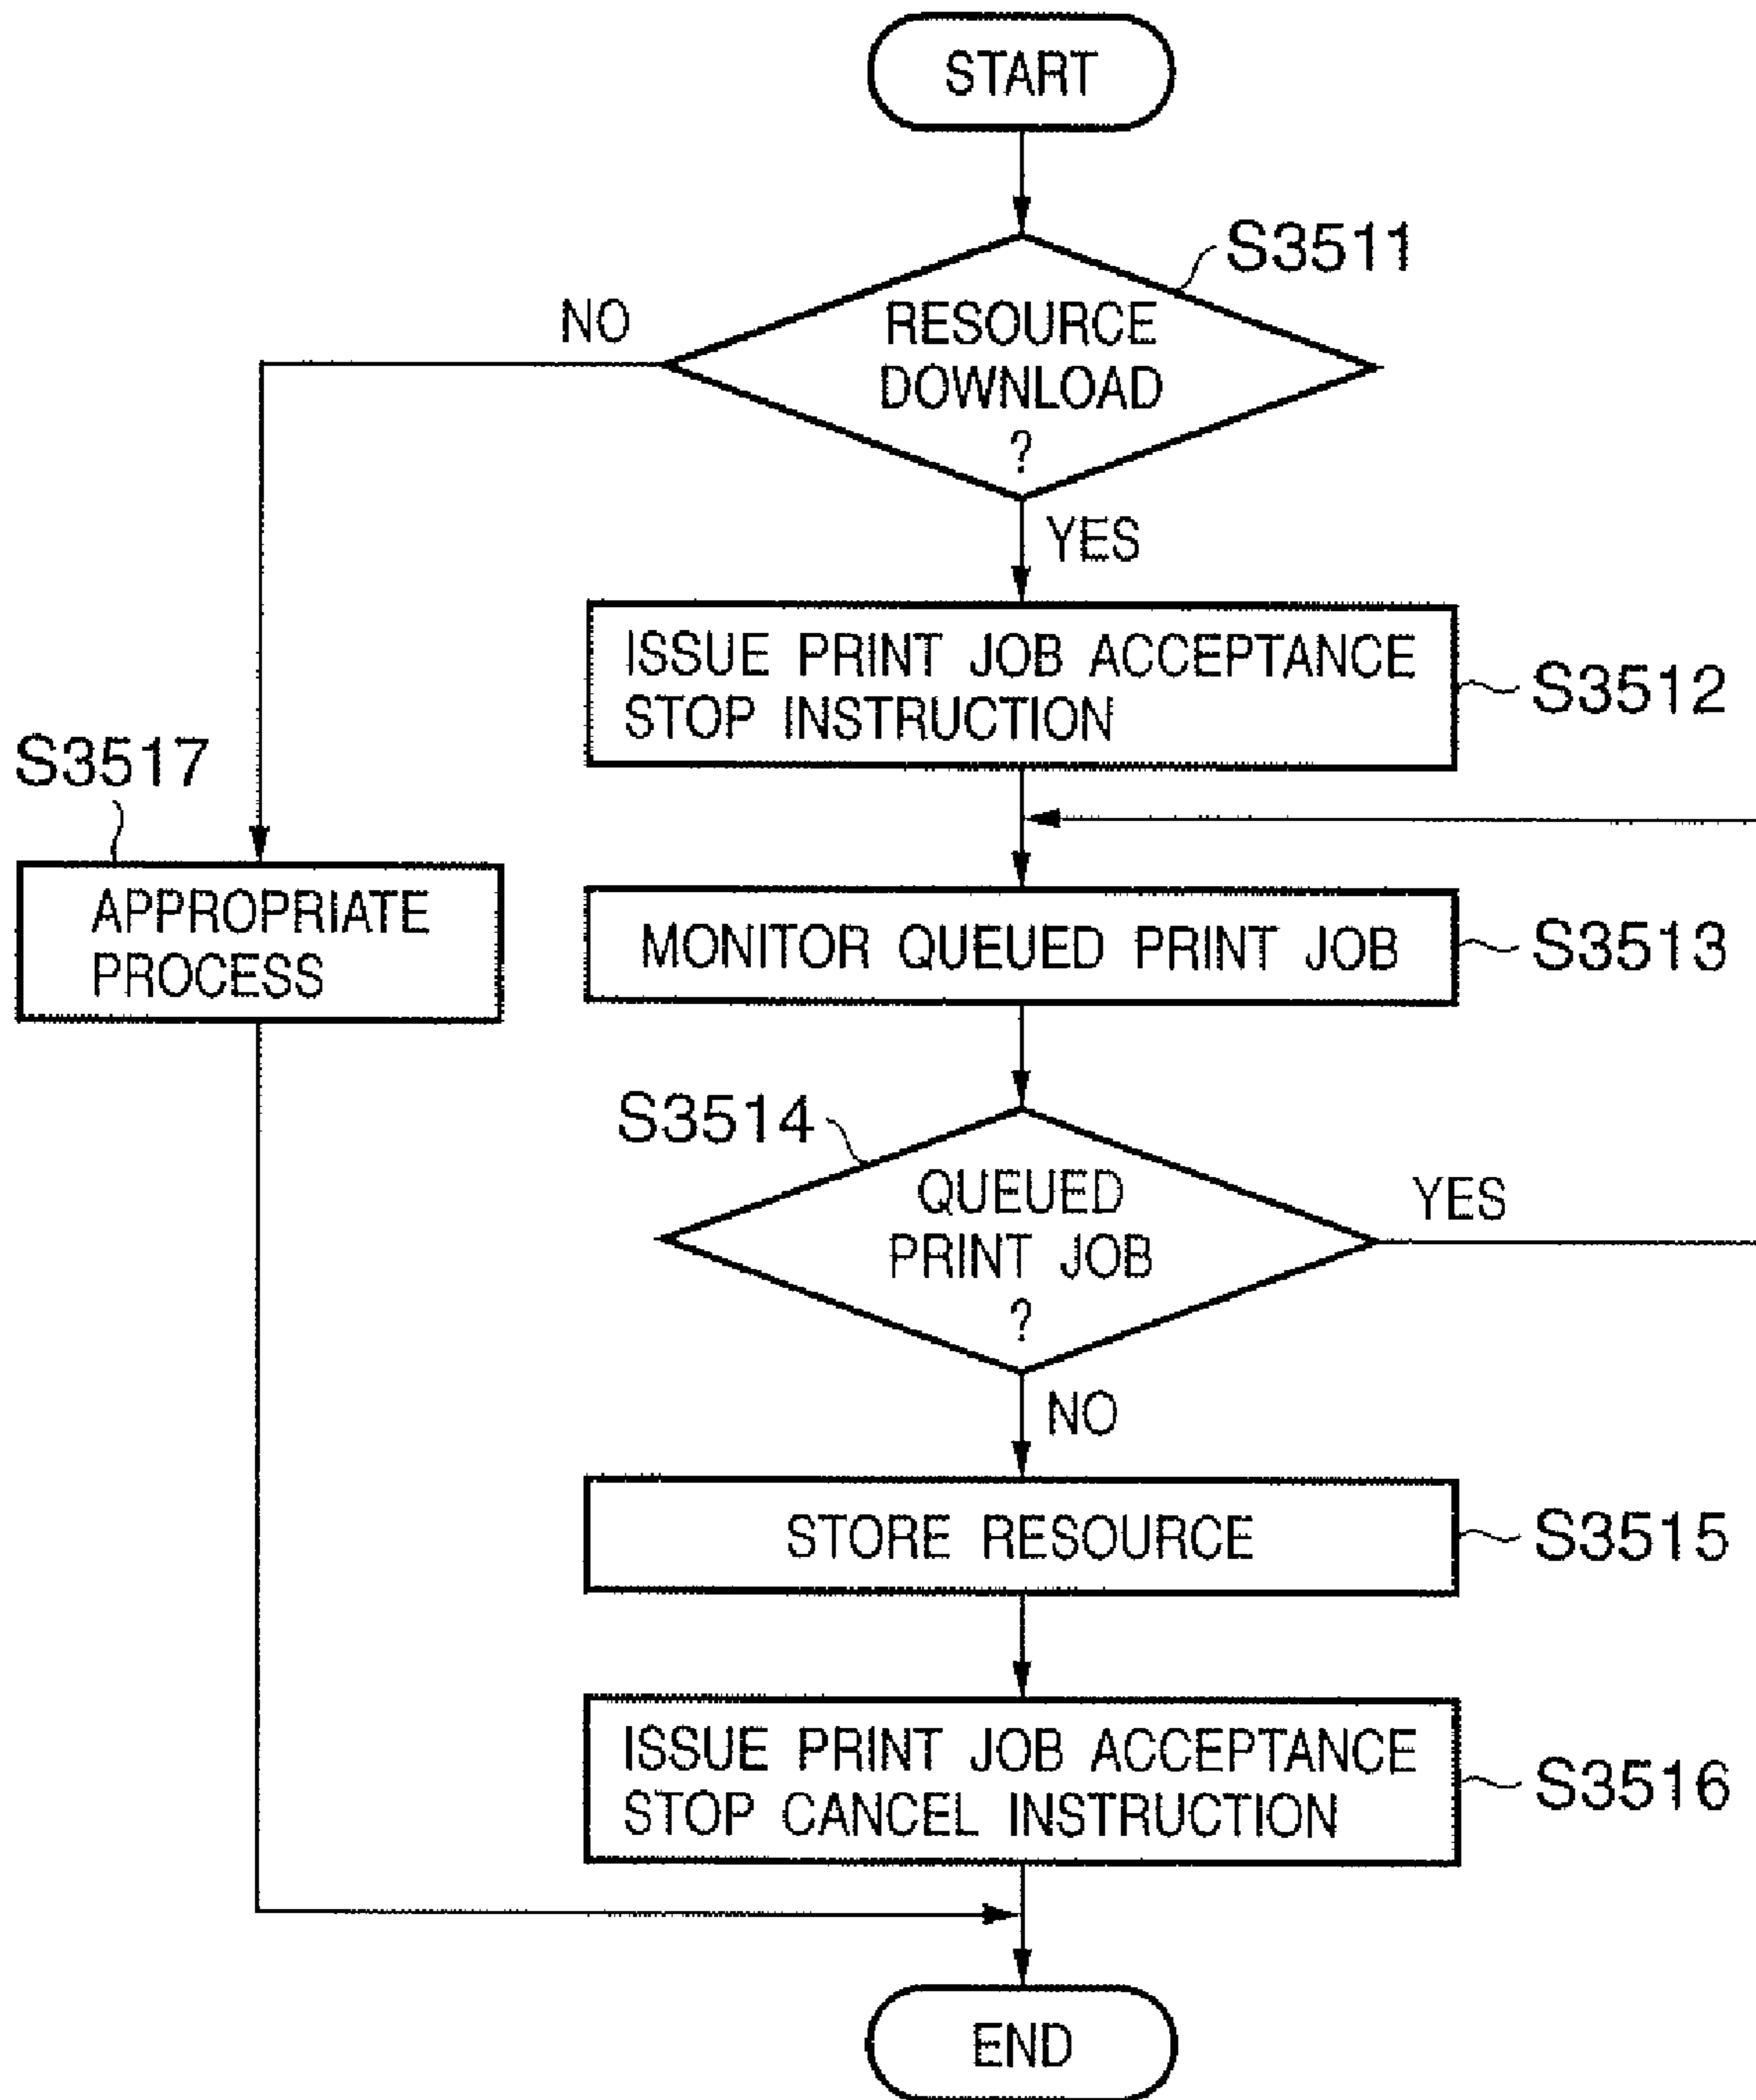 START
S3511
NO
RESOURCE
DOWNLOAD
?
YES
ISSUE PRINT JOB ACCEPTANCE
STOP INSTRUCTION
S3512
S3517
APPROPRIATE
PROCESS
MONITOR QUEUED PRINT JOB
S3513
S3514
QUEUED
PRINT JOB
?
YES
NO
STORE RESOURCE
S3515
ISSUE PRINT JOB ACCEPTANCE
STOP CANCEL INSTRUCTION
S3516
END